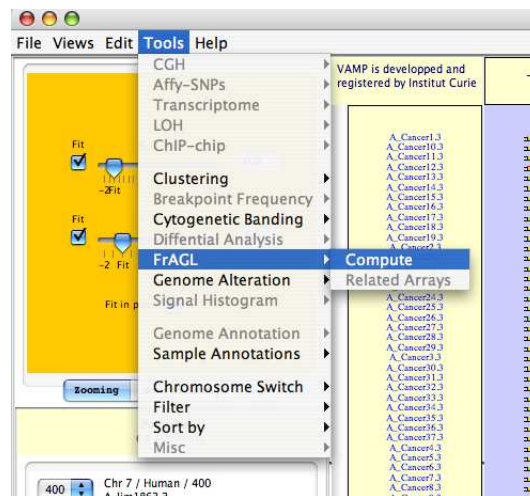 File Views Edit Tools Help
CGH
Affy-SNPs
Transcriptome
LOH
ChIP-chip
Clustering
Breakpoint Frequency
Cytogenetic Banding
Diffential Analysis
FrAGL
Genome Alteration
Signal Histogram
Genome Annotation
Sample Annotations
Chromosome Switch
Filter
Sort by
Misc
Compute
Related Arrays
Fit
-2Fit
Fit
-2 Fit
Fit in p
Zooming
400
Chr 7 / Human / 400
VAMP is developped and
registered by Institut Curie
A_Cancer1.3
A_Cancer10.3
A_Cancer11.3
A_Cancer12.3
A_Cancer13.3
A_Cancer14.3
A_Cancer15.3
A_Cancer16.3
A_Cancer17.3
A_Cancer18.3
A_Cancer19.3
A_Cancer2.3
A_Cancer24.3
A_Cancer25.3
A_Cancer26.3
A_Cancer27.3
A_Cancer28.3
A_Cancer29.3
A_Cancer3.3
A_Cancer30.3
A_Cancer31.3
A_Cancer32.3
A_Cancer33.3
A_Cancer34.3
A_Cancer35.3
A_Cancer36.3
A_Cancer37.3
A_Cancer4.3
A_Cancer5.3
A_Cancer6.3
A_Cancer7.3
A_Cancer8.3